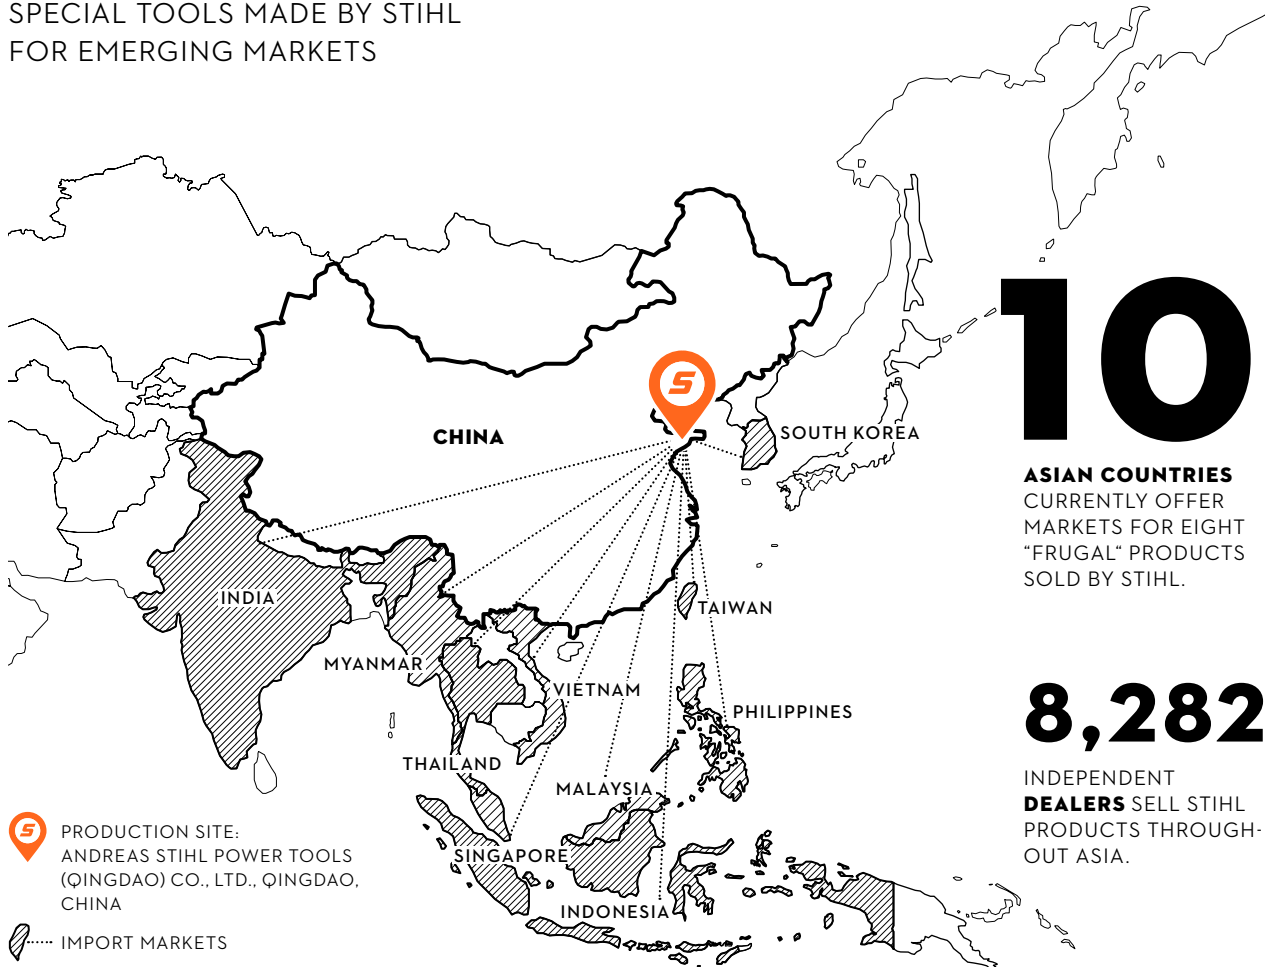 SPECIAL TOOLS MADE BY STIHL
FOR EMERGING MARKETS
10
ASIAN COUNTRIES
CURRENTLY OFFER
MARKETS FOR EIGHT
“FRUGAL“ PRODUCTS
SOLD BY STIHL.
8,282
INDEPENDENT
DEALERS SELL STIHL
PRODUCTS THROUGH-
OUT ASIA.
S
CHINA
SOUTH KOREA
INDIA
TAIWAN
MYANMAR
VIETNAM
PHILIPPINES
THAILAND
MALAYSIA
SINGAPORE
INDONESIA
S
PRODUCTION SITE:
ANDREAS STIHL POWER TOOLS
(QINGDAO) CO., LTD., QINGDAO,
CHINA
IMPORT MARKETS